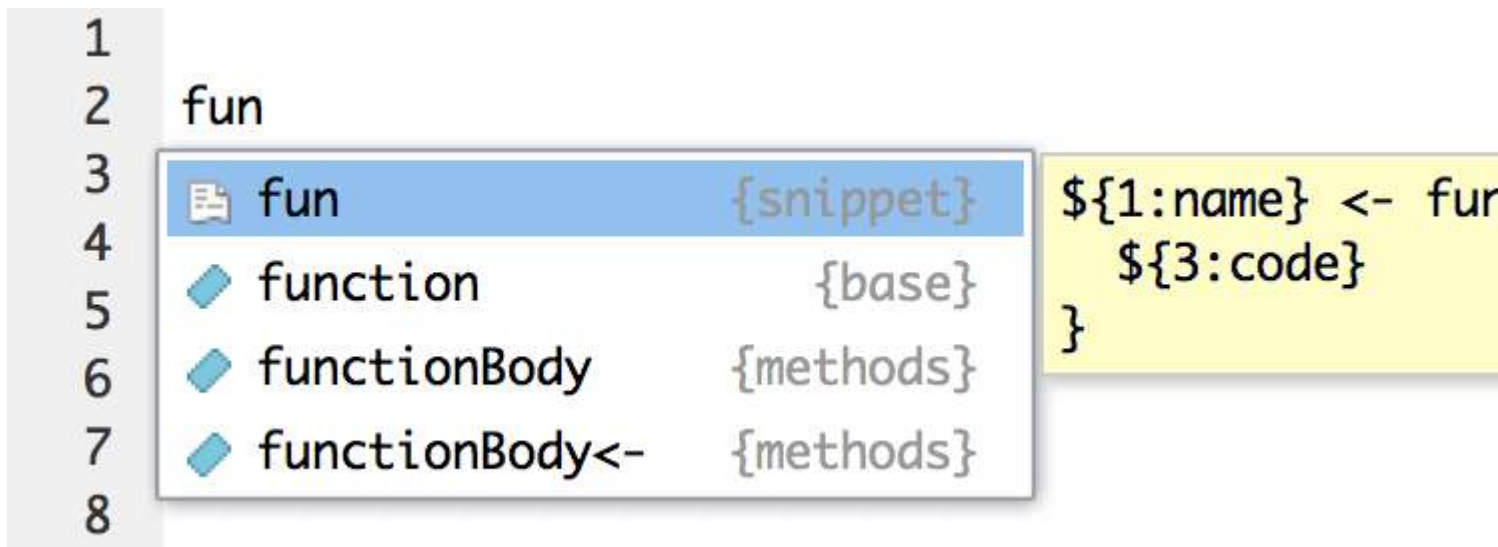 1
2 fun
3
4
5
6
7
8
fun {snippet}
function {base}
functionBody {methods}
functionBody<- {methods}
${1:name} <- fun
${3:code}
}